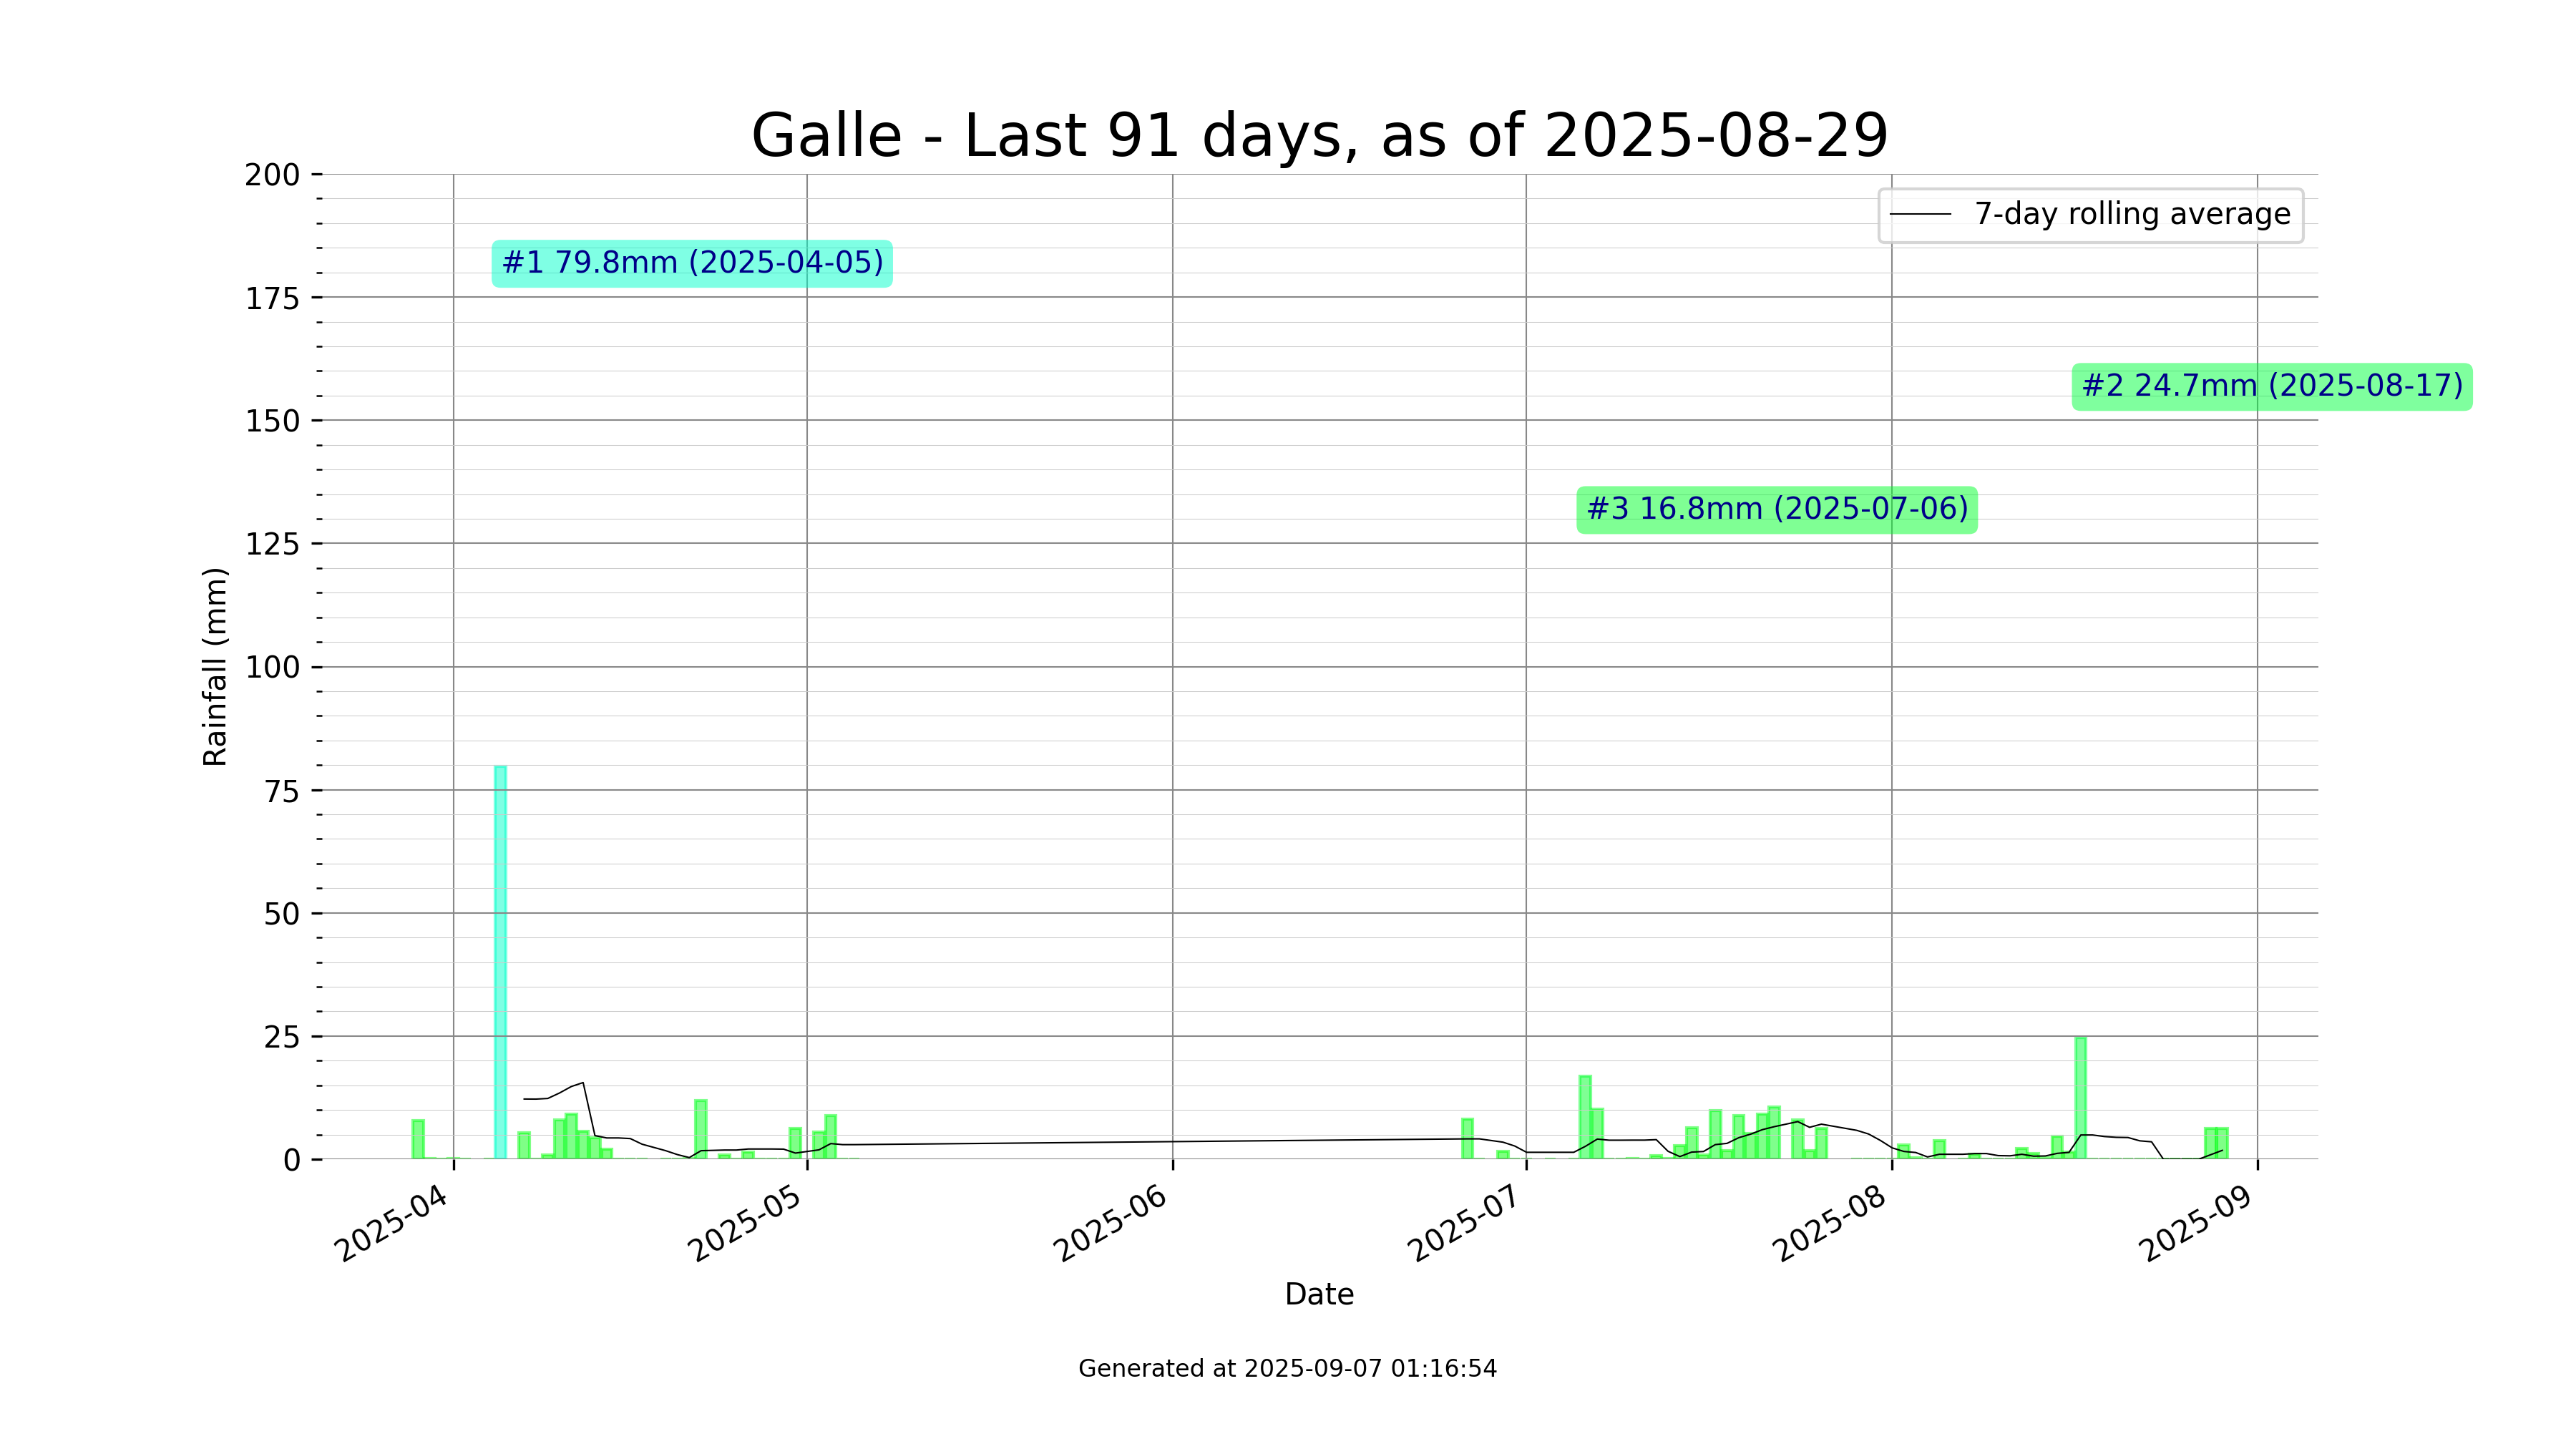 Galle - Last 91 days, as of 2025-08-29
7-day rolling average
#1 79.8mm (2025-04-05)
#2 24.7mm (2025-08-17)
#3 16.8mm (2025-07-06)
Rainfall (mm)
200
175
150
125
100
75
50
25
0
2025-04
2025-05
2025-06
2025-07
2025-08
2025-09
Date
Generated at 2025-09-07 01:16:54